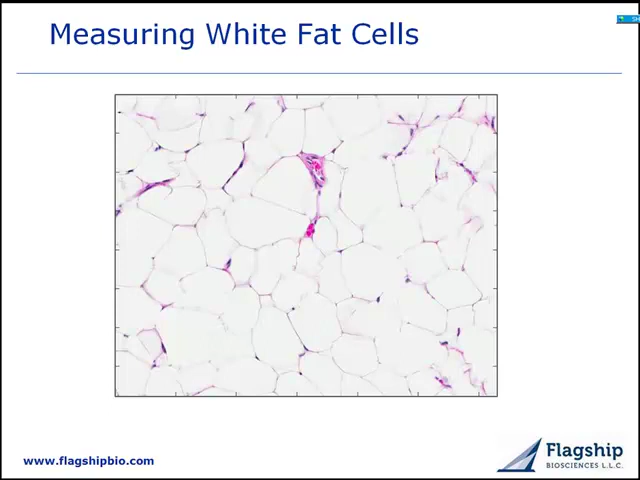 Measuring White Fat Cells
www.flagshipbio.com
Flagship
BIOSCIENCES L.L.C.